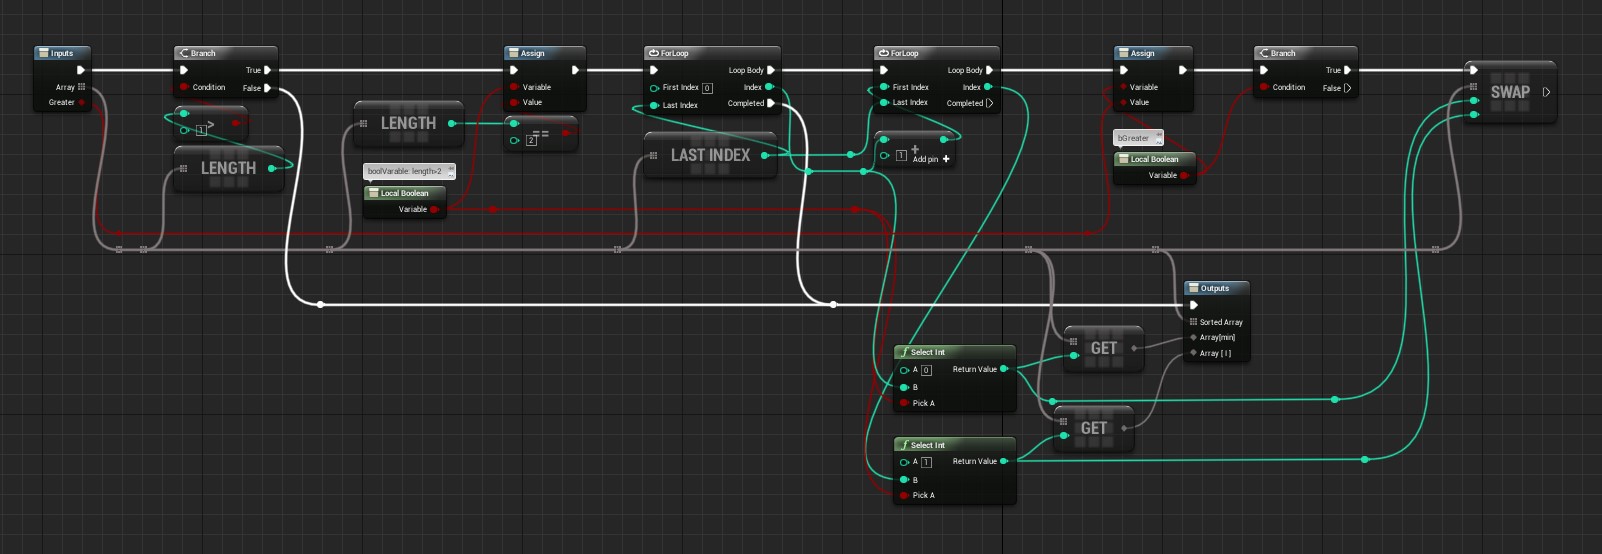 Inputs
Array
Greater
Branch
Condition
True
False
1 >
LENGTH
LENGTH
boolVarable: length>2
Local Boolean
Variable
Assign
Variable
Value
2 ==
ForLoop
First Index 0
Last Index
Loop Body
Index
Completed
LAST INDEX
ForLoop
First Index
Last Index
Loop Body
Index
Completed
1 +
Add pin +
Assign
Variable
Value
bGreater
Local Boolean
Variable
Branch
Condition
True
False
SWAP
Outputs
Sorted Array
Array[min]
Array [ I ]
Select Int
A 0
B
Pick A
Return Value
GET
GET
Select Int
A 1
B
Pick A
Return Value